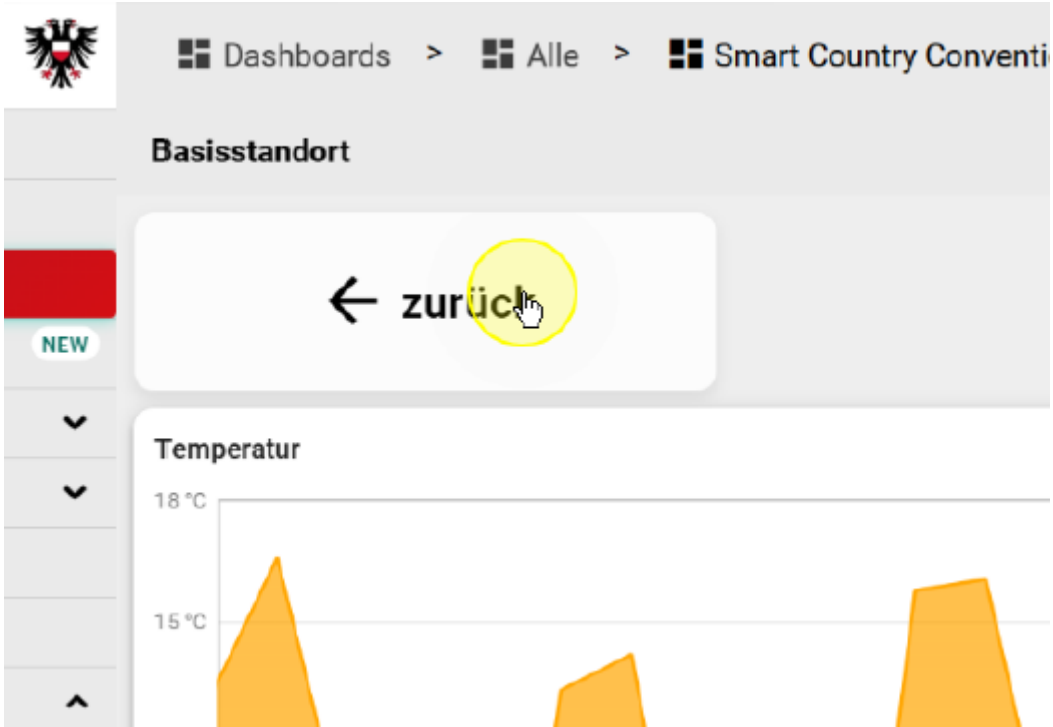 Dashboards > Alle > Smart Country Conventi
Basisstandort
← zurück
NEW
Temperatur
18 °C
15 °C